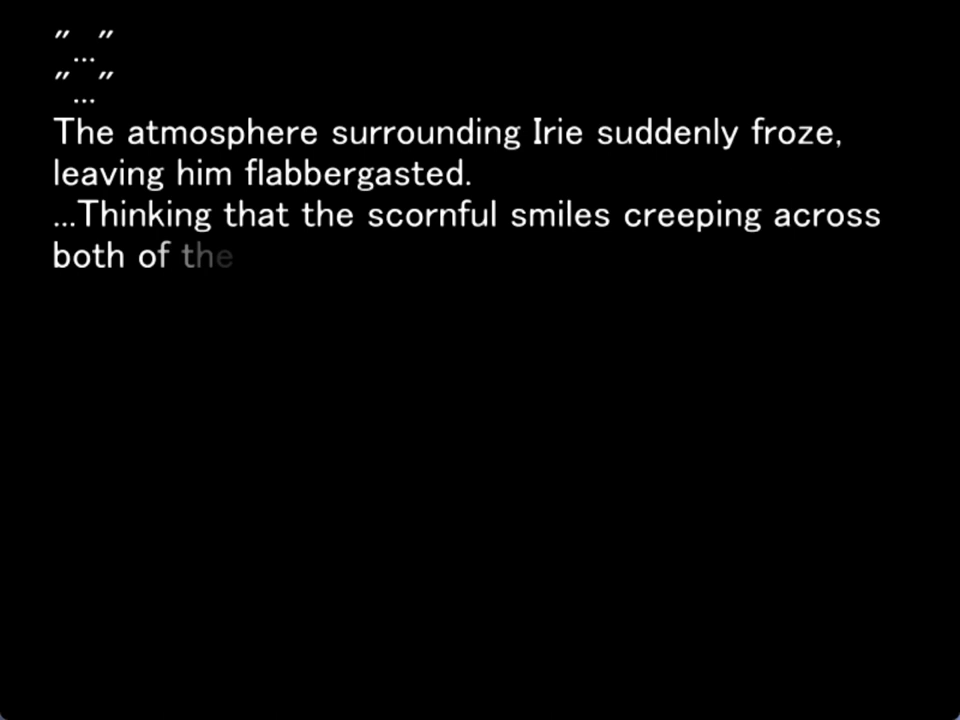 "..."
"..."
The atmosphere surrounding Irie suddenly froze,
leaving him flabbergasted.
...Thinking that the scornful smiles creeping across
both of the